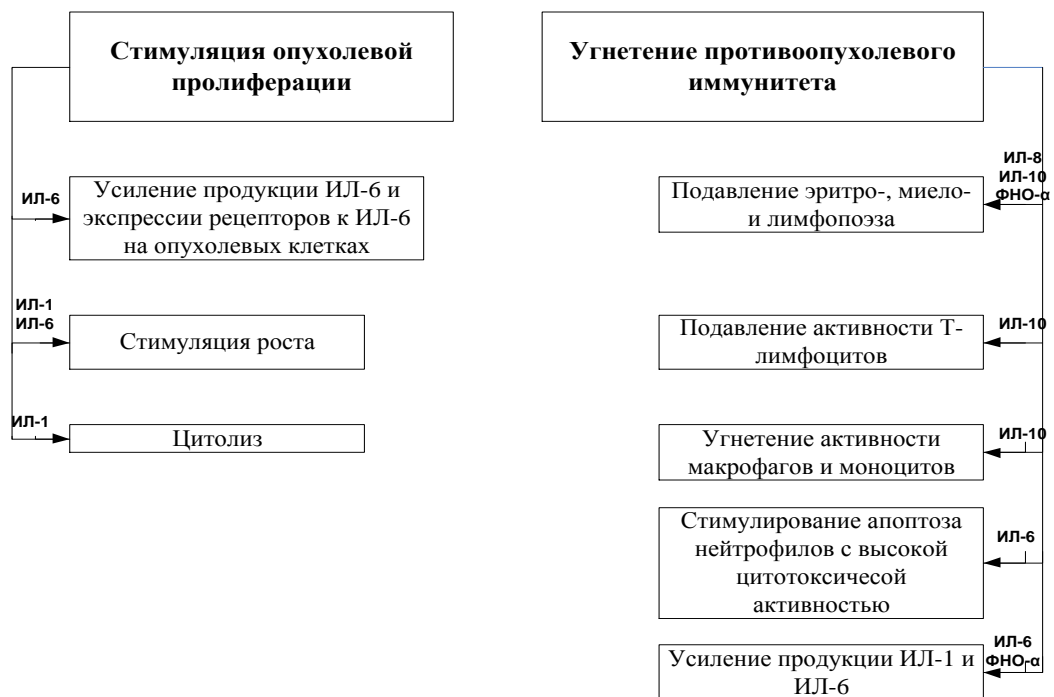 Стимуляция опухолевой
пролиферации
ИЛ-6
Усиление продукции ИЛ-6 и
экспрессии рецепторов к ИЛ-6
на опухолевых клетках
ИЛ-1
ИЛ-6
Стимуляция роста
ИЛ-1
Цитолиз
Угнетение противоопухолевого
иммунитета
ИЛ-8
ИЛ-10
ФНО-α
Подавление эритро-, миело-
и лимфопоэза
ИЛ-10
Подавление активности Т-
лимфоцитов
ИЛ-10
Угнетение активности
макрофагов и моноцитов
ИЛ-6
Стимулирование апоптоза
нейтрофилов с высокой
цитотоксичесой
активностью
ИЛ-6
ФНО-α
Усиление продукции ИЛ-1 и
ИЛ-6